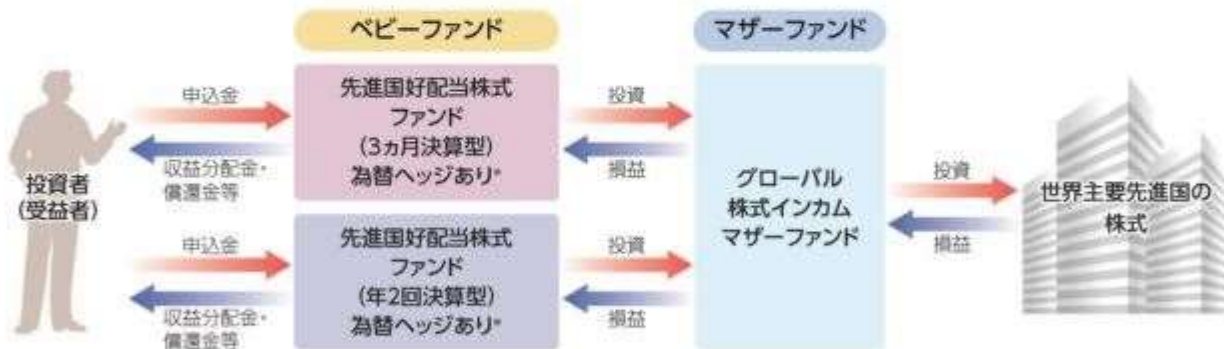 ベビーファンド
マザーファンド
投資者
(受益者)
申込金
収益分配金・
償還金等
先進国好配当株式
ファンド
(3ヵ月決算型)
為替ヘッジあり*
投資
損益
申込金
収益分配金・
償還金等
先進国好配当株式
ファンド
(年2回決算型)
為替ヘッジあり*
投資
損益
グローバル
株式インカム
マザーファンド
投資
損益
世界主要先進国の
株式